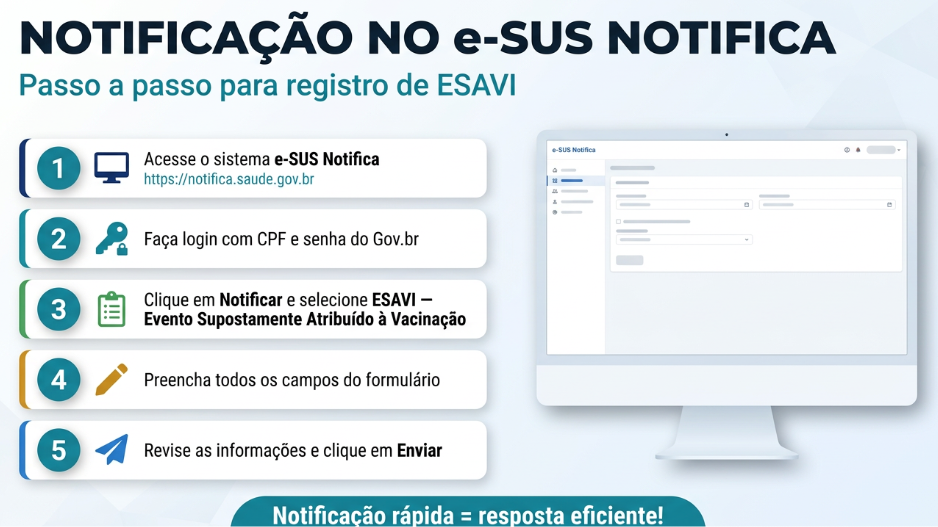 NOTIFICAÇÃO NO e-SUS NOTIFICA
Passo a passo para registro de ESAVI
1
Acesse o sistema e-SUS Notifica
https://notifica.saude.gov.br
2
Faça login com CPF e senha do Gov.br
3
Clique em Notificar e selecione ESAVI —
Evento Supostamente Atribuído à Vacinação
4
Preencha todos os campos do formulário
5
Revise as informações e clique em Enviar
e-SUS Notifica
Notificação rápida = resposta eficiente!